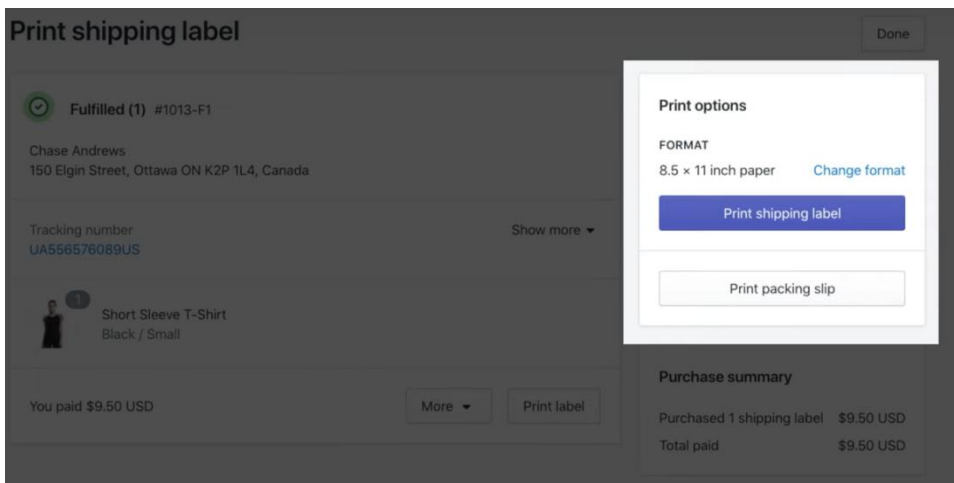 Print shipping label
Done
Fulfilled (1) #1013-F1
Chase Andrews
150 Elgin Street, Ottawa ON K2P 1L4, Canada
Tracking number
Show more
UA556576089US
1
Short Sleeve T-Shirt
Black / Small
You paid $9.50 USD
More
Print label
Print options
FORMAT
8.5 × 11 inch paper Change format
Print shipping label
Print packing slip
Purchase summary
Purchased 1 shipping label $9.50 USD
Total paid $9.50 USD